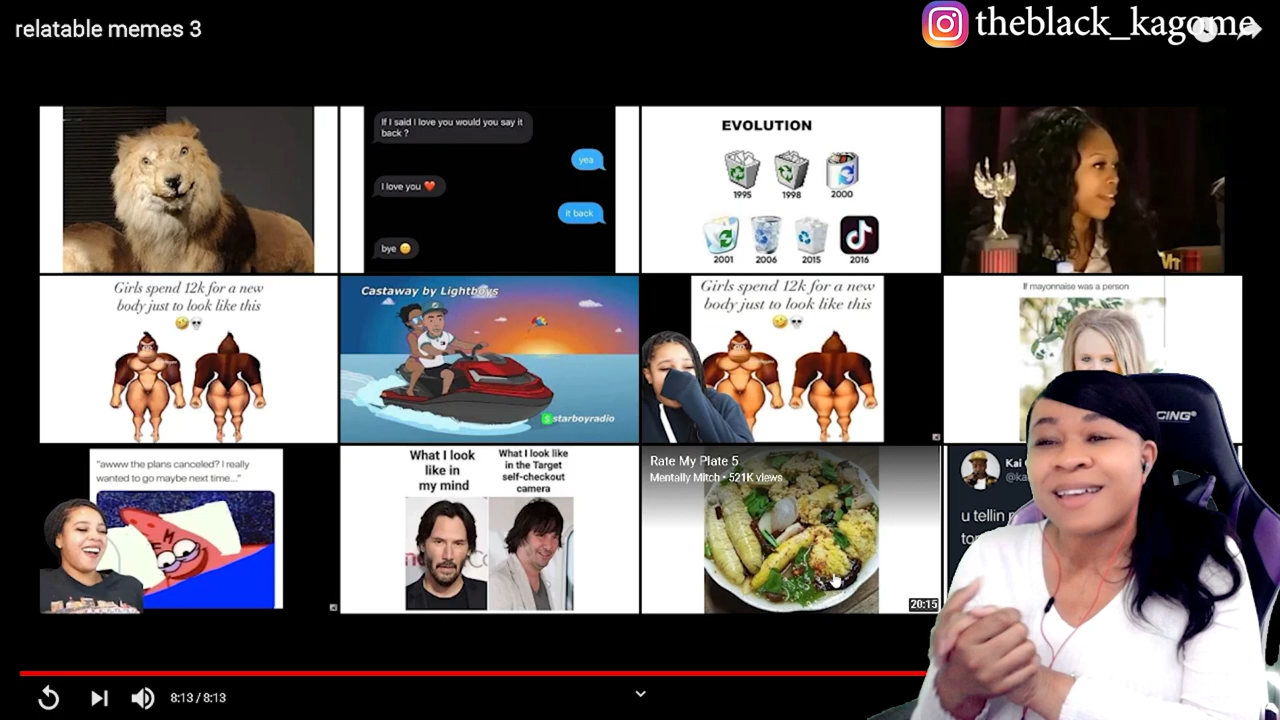 relatable memes 3
theblack_kagome
If I said I love you would you say it
back ?
yea
I love you ❤️
it back
bye
EVOLUTION
1995
1998
2000
2001
2006
2015
2016
Girls spend 12k for a new
body just to look like this
Castaway by Lightboys
starboyradio
Girls spend 12k for a new
body just to look like this
If mayonnaise was a person
"awww the plans canceled? I really
wanted to go maybe next time..."
What I look
like in
my mind
What I look like
in the Target
self-checkout
camera
Rate My Plate 5
Mentally Mitch • 521K views
20:15
Kai
u tellin
8:13 / 8:13